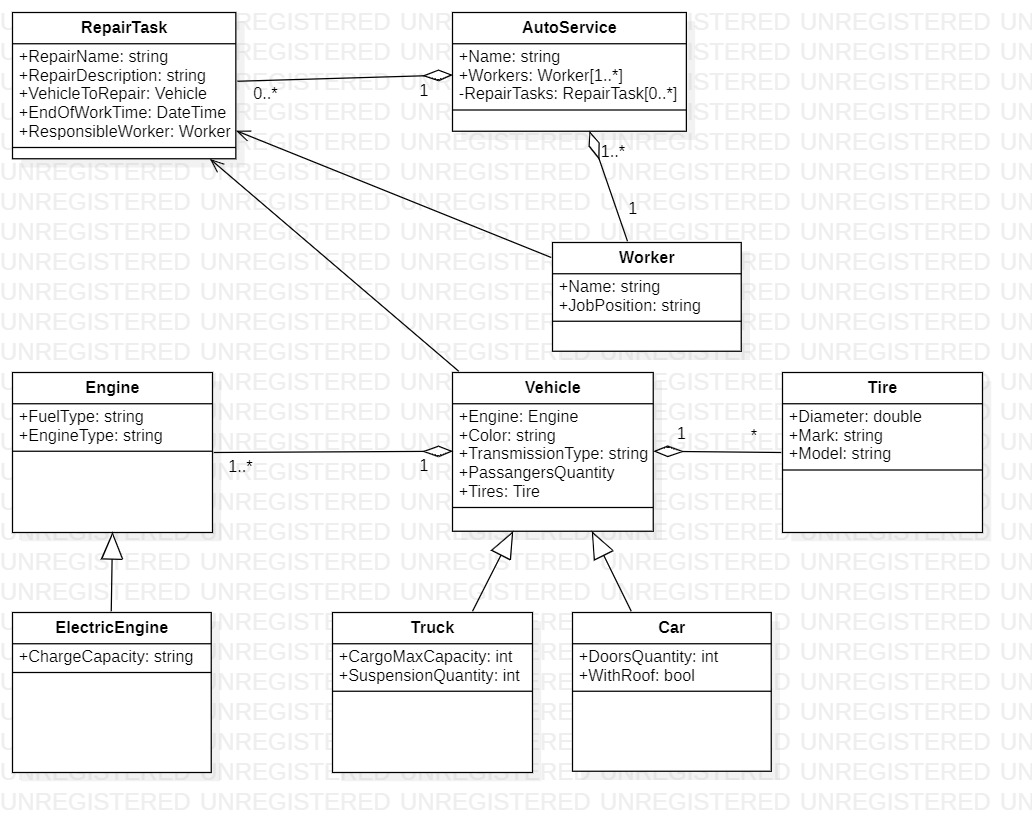 RepairTask
+RepairName: string
+RepairDescription: string
+VehicleToRepair: Vehicle
+EndOfWorkTime: DateTime
+ResponsibleWorker: Worker
0..*
1
AutoService
+Name: string
+Workers: Worker[1..*]
-RepairTasks: RepairTask[0..*]
1..*
1
Worker
+Name: string
+JobPosition: string
Engine
+FuelType: string
+EngineType: string
1..*
1
Vehicle
+Engine: Engine
+Color: string
+TransmissionType: string
+PassangersQuantity
+Tires: Tire
1
*
Tire
+Diameter: double
+Mark: string
+Model: string
ElectricEngine
+ChargeCapacity: string
Truck
+CargoMaxCapacity: int
+SuspensionQuantity: int
Car
+DoorsQuantity: int
+WithRoof: bool
UNREGISTERED UNREGISTERED UNREGISTERED UNREGISTERED UNREGISTERED UN